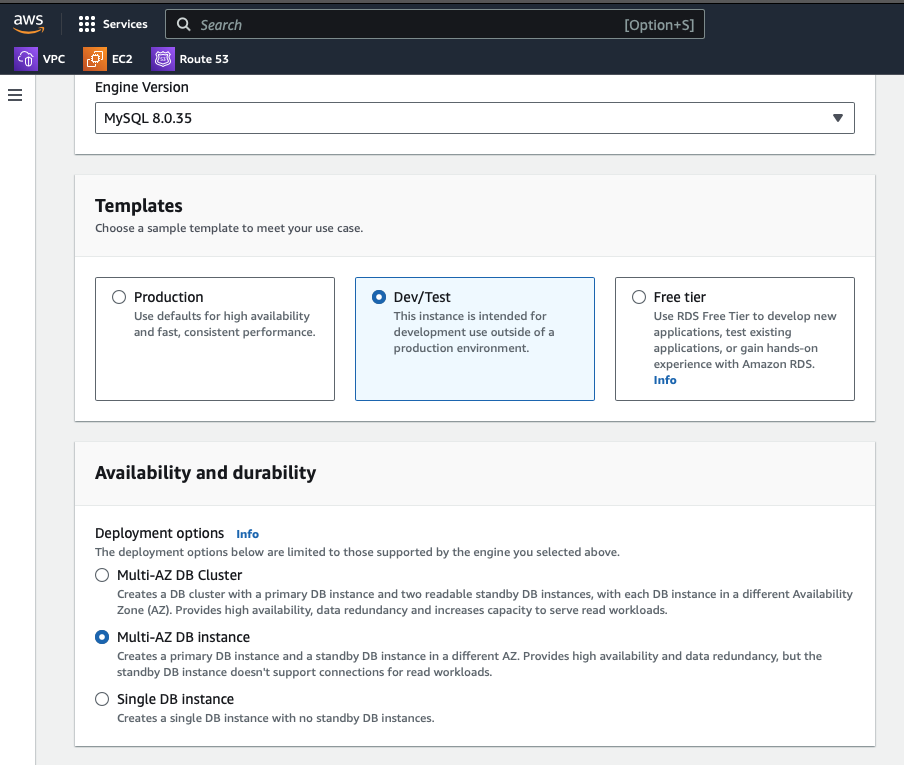 aws
Services
Search
[Option+S]
VPC
EC2
Route 53
Engine Version
MySQL 8.0.35
Templates
Choose a sample template to meet your use case.
Production
Use defaults for high availability
and fast, consistent performance.
Dev/Test
This instance is intended for
development use outside of a
production environment.
Free tier
Use RDS Free Tier to develop new
applications, test existing
applications, or gain hands-on
experience with Amazon RDS.
Info
Availability and durability
Deployment options Info
The deployment options below are limited to those supported by the engine you selected above.
Multi-AZ DB Cluster
Creates a DB cluster with a primary DB instance and two readable standby DB instances, with each DB instance in a different Availability
Zone (AZ). Provides high availability, data redundancy and increases capacity to serve read workloads.
Multi-AZ DB instance
Creates a primary DB instance and a standby DB instance in a different AZ. Provides high availability and data redundancy, but the
standby DB instance doesn't support connections for read workloads.
Single DB instance
Creates a single DB instance with no standby DB instances.